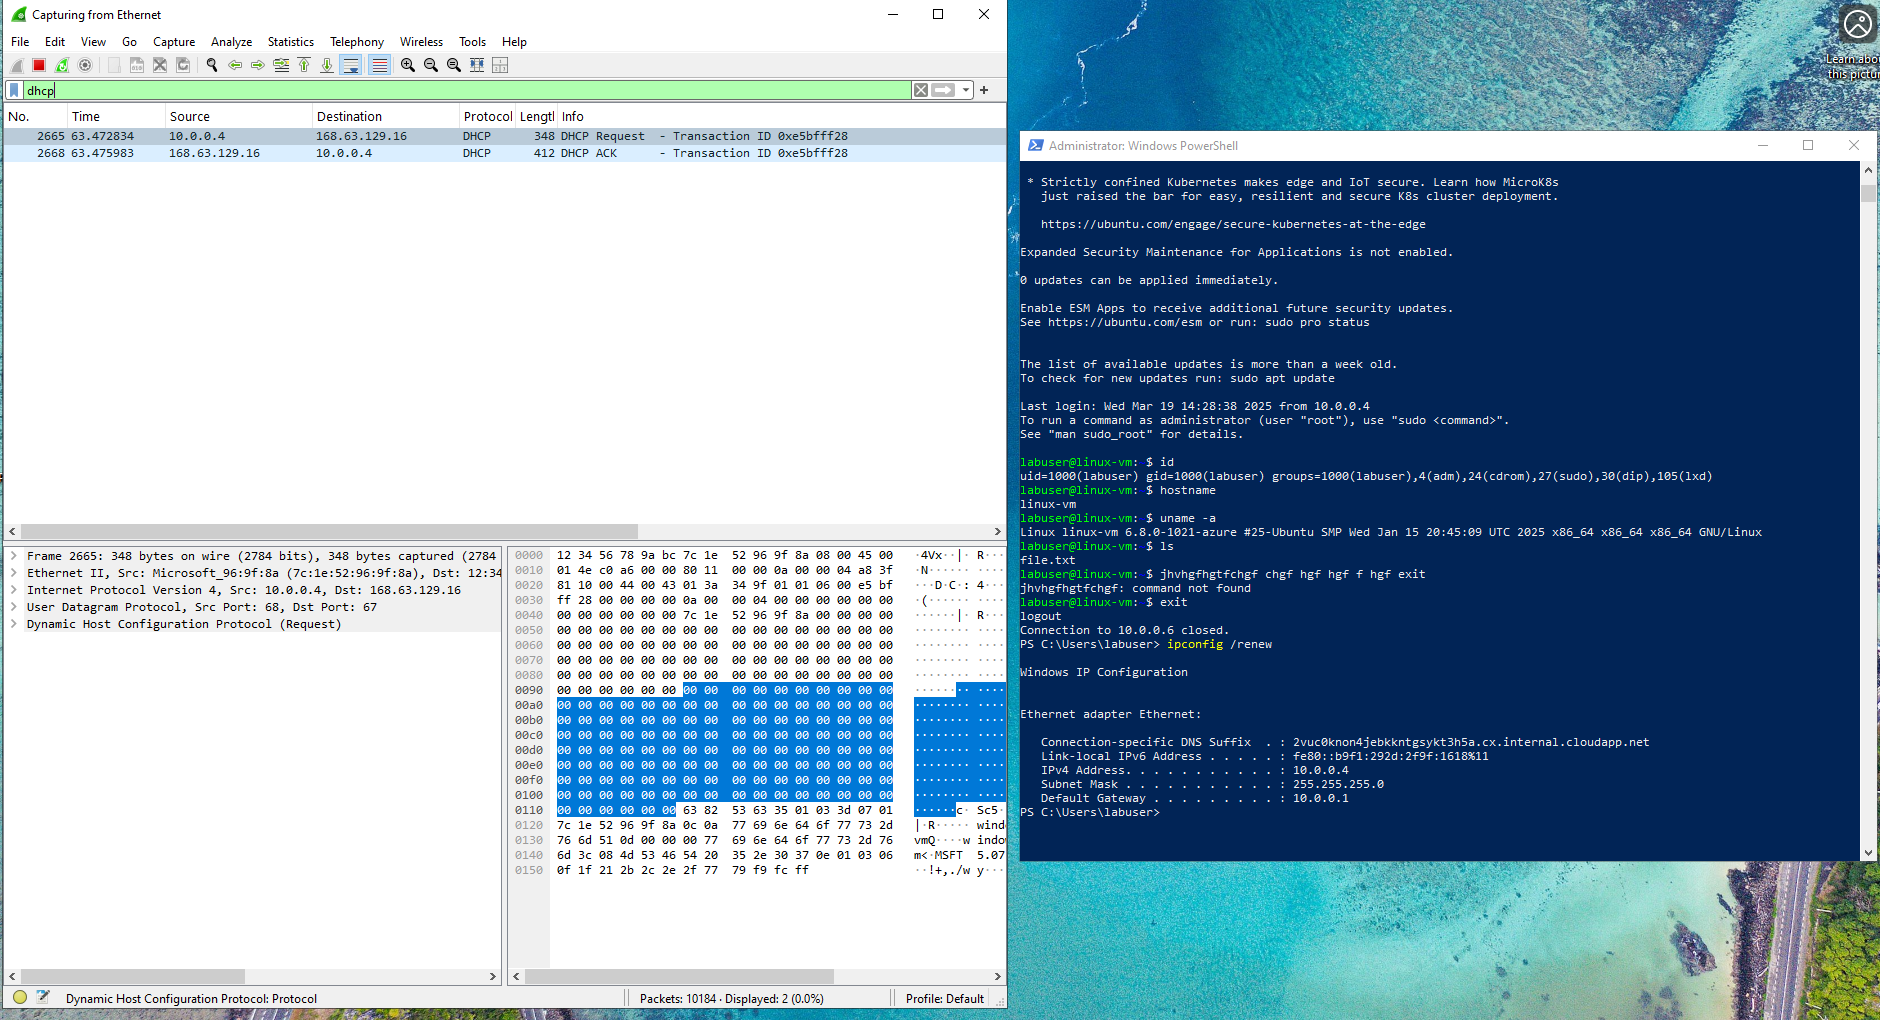 Capturing from Ethernet
File Edit View Go Capture Analyze Statistics Telephony Wireless Tools Help
dhcp
No. Time Source Destination Protocol Lengtl Info
2665 63.472834 10.0.0.4 168.63.129.16 DHCP 348 DHCP Request - Transaction ID 0xe5bfff28
2668 63.475983 168.63.129.16 10.0.0.4 DHCP 412 DHCP ACK - Transaction ID 0xe5bfff28
Frame 2665: 348 bytes on wire (2784 bits), 348 bytes captured (2784
Ethernet II, Src: Microsoft_96:9f:8a (7c:1e:52:96:9f:8a), Dst: 12:34
Internet Protocol Version 4, Src: 10.0.0.4, Dst: 168.63.129.16
User Datagram Protocol, Src Port: 68, Dst Port: 67
Dynamic Host Configuration Protocol (Request)
0000 12 34 56 78 9a bc 7c 1e 52 96 9f 8a 08 00 45 00 ·4Vx··|· R···
0010 01 4e c0 a6 00 00 80 11 00 00 0a 00 00 04 a8 3f ·N······ ····
0020 81 10 00 44 00 43 01 3a 34 9f 01 01 06 00 e5 bf ···D·C·: 4···
0030 ff 28 00 00 00 00 0a 00 00 04 00 00 00 00 00 00 ·(······ ····
0040 00 00 00 00 00 00 7c 1e 52 96 9f 8a 00 00 00 00 ······|· R···
0050 00 00 00 00 00 00 00 00 00 00 00 00 00 00 00 00 ········ ····
0060 00 00 00 00 00 00 00 00 00 00 00 00 00 00 00 00 ········ ····
0070 00 00 00 00 00 00 00 00 00 00 00 00 00 00 00 00 ········ ····
0080 00 00 00 00 00 00 00 00 00 00 00 00 00 00 00 00 ········ ····
0090 00 00 00 00 00 00 00 00 00 00 00 00 00 00 00 00 ········ ····
00a0 00 00 00 00 00 00 00 00 00 00 00 00 00 00 00 00 ········ ····
00b0 00 00 00 00 00 00 00 00 00 00 00 00 00 00 00 00 ········ ····
00c0 00 00 00 00 00 00 00 00 00 00 00 00 00 00 00 00 ········ ····
00d0 00 00 00 00 00 00 00 00 00 00 00 00 00 00 00 00 ········ ····
00e0 00 00 00 00 00 00 00 00 00 00 00 00 00 00 00 00 ········ ····
00f0 00 00 00 00 00 00 00 00 00 00 00 00 00 00 00 00 ········ ····
0100 00 00 00 00 00 00 00 00 00 00 00 00 00 00 00 00 ········ ····
0110 00 00 00 00 00 00 63 82 53 63 35 01 03 3d 07 01 ······c· Sc5·
0120 7c 1e 52 96 9f 8a 0c 0a 77 69 6e 64 6f 77 73 2d |·R····· wind
0130 76 6d 51 0d 00 00 00 77 69 6e 64 6f 77 73 2d 76 vmQ····w indo
0140 6d 3c 08 4d 53 46 54 20 35 2e 30 37 0e 01 03 06 m<·MSFT 5.07
0150 0f 1f 21 2b 2c 2e 2f 77 79 f9 fc ff ··!+,./w y···
Dynamic Host Configuration Protocol: Protocol
Packets: 10184 · Displayed: 2 (0.0%)
Profile: Default
Learn abou
this pictur
Administrator: Windows PowerShell
* Strictly confined Kubernetes makes edge and IoT secure. Learn how MicroK8s
just raised the bar for easy, resilient and secure K8s cluster deployment.
https://ubuntu.com/engage/secure-kubernetes-at-the-edge
Expanded Security Maintenance for Applications is not enabled.
0 updates can be applied immediately.
Enable ESM Apps to receive additional future security updates.
See https://ubuntu.com/esm or run: sudo pro status
The list of available updates is more than a week old.
To check for new updates run: sudo apt update
Last login: Wed Mar 19 14:28:38 2025 from 10.0.0.4
To run a command as administrator (user "root"), use "sudo <command>".
See "man sudo_root" for details.
labuser@linux-vm: $ id
uid=1000(labuser) gid=1000(labuser) groups=1000(labuser),4(adm),24(cdrom),27(sudo),30(dip),105(lxd)
labuser@linux-vm: $ hostname
linux-vm
labuser@linux-vm: $ uname -a
Linux linux-vm 6.8.0-1021-azure #25-Ubuntu SMP Wed Jan 15 20:45:09 UTC 2025 x86_64 x86_64 x86_64 GNU/Linux
labuser@linux-vm: $ ls
file.txt
labuser@linux-vm: $ jhvhgfhgtfchgf chgf hgf hgf f hgf exit
jhvhgfhgtfchgf: command not found
labuser@linux-vm: $ exit
logout
Connection to 10.0.0.6 closed.
PS C:\Users\labuser> ipconfig /renew
Windows IP Configuration
Ethernet adapter Ethernet:
Connection-specific DNS Suffix . : 2vuc0knon4jebkkntgsykt3h5a.cx.internal.cloudapp.net
Link-local IPv6 Address . . . . . : fe80::b9f1:292d:2f9f:1618%11
IPv4 Address. . . . . . . . . . . : 10.0.0.4
Subnet Mask . . . . . . . . . . . : 255.255.255.0
Default Gateway . . . . . . . . . : 10.0.0.1
PS C:\Users\labuser>